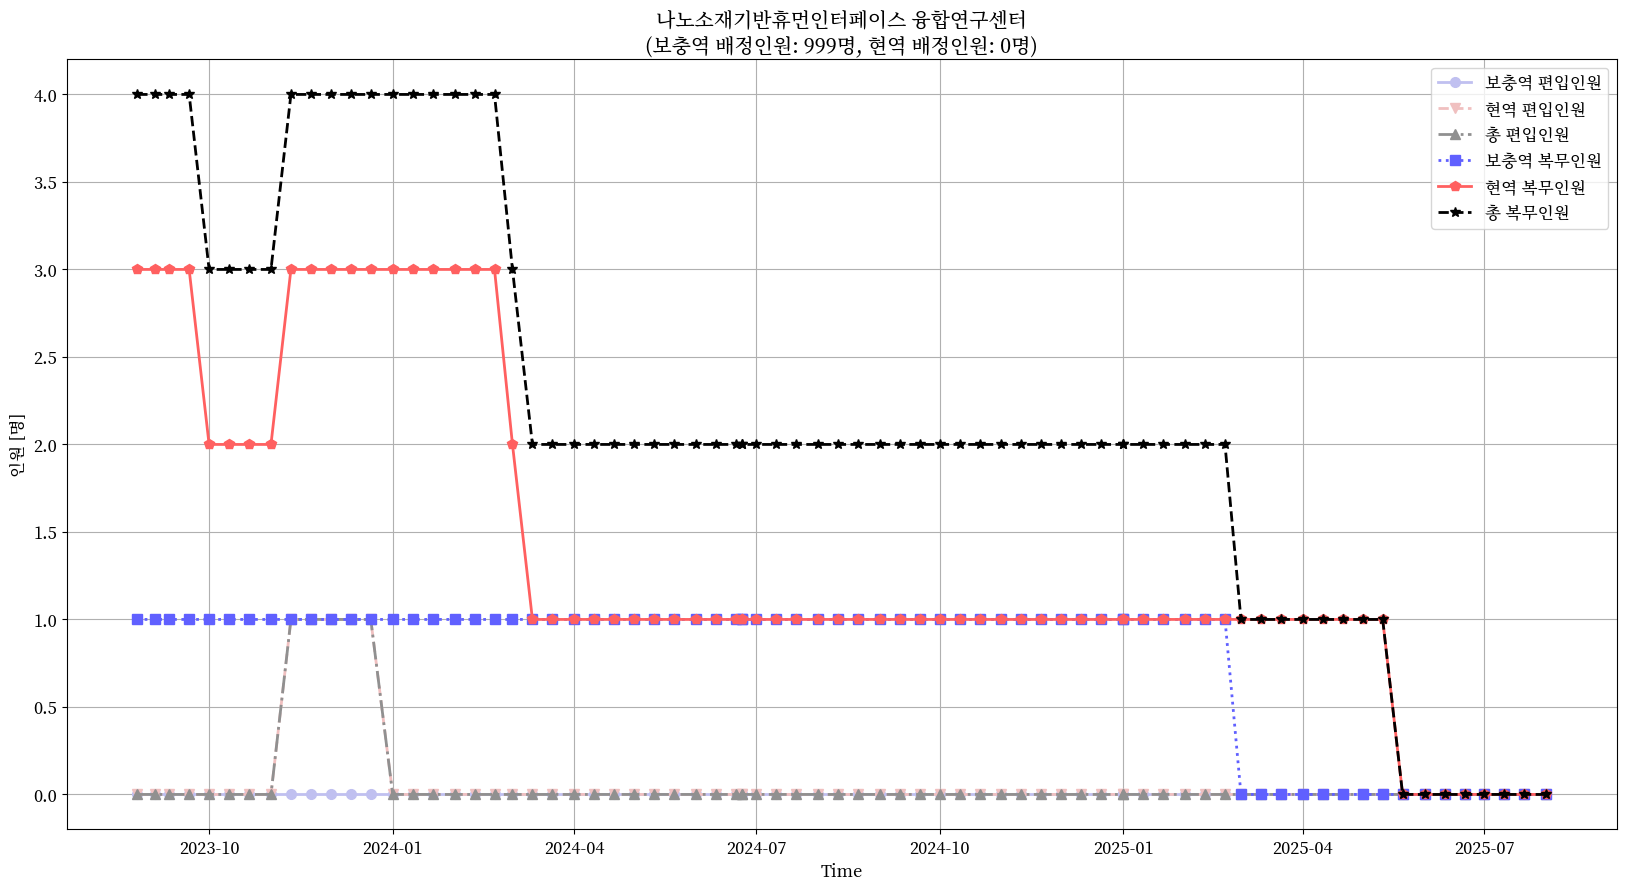 나노소재기반휴먼인터페이스 융합연구센터
(보충역 배정인원: 999명, 현역 배정인원: 0명)
보충역 편입인원
현역 편입인원
총 편입인원
보충역 복무인원
현역 복무인원
총 복무인원
인원 [명]
4.0
3.5
3.0
2.5
2.0
1.5
1.0
0.5
0.0
2023-10
2024-01
2024-04
2024-07
2024-10
2025-01
2025-04
2025-07
Time